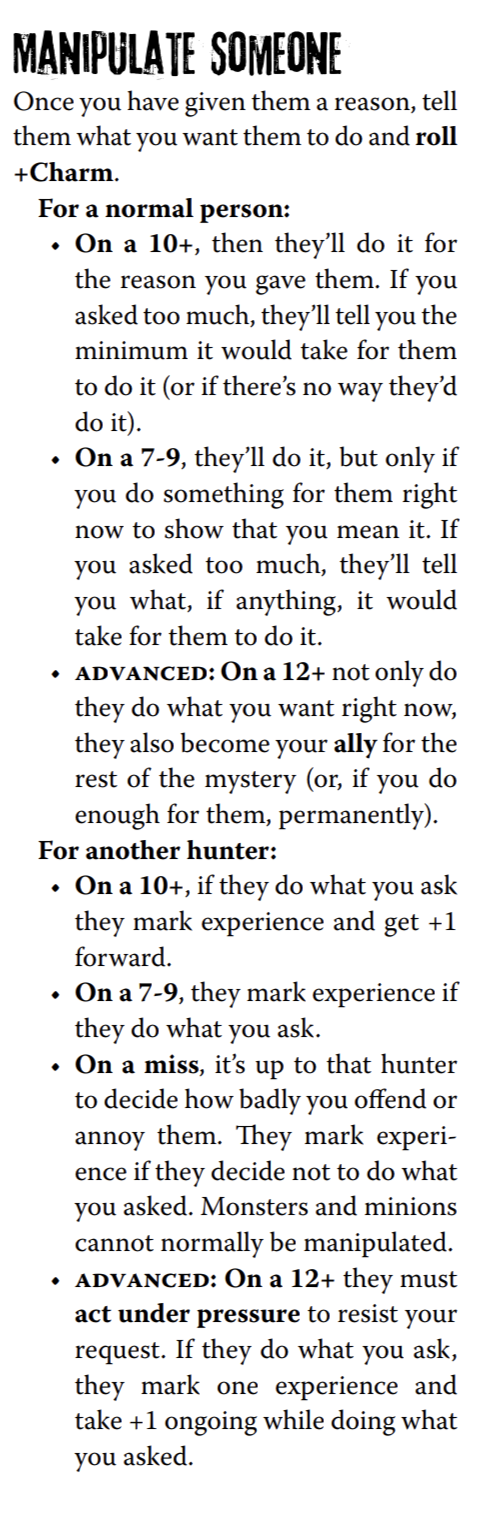 MANIPULATE SOMEONE
Once you have given them a reason, tell
them what you want them to do and roll
+Charm.
For a normal person:
• On a 10+, then they’ll do it for
the reason you gave them. If you
asked too much, they’ll tell you the
minimum it would take for them
to do it (or if there’s no way they’d
do it).
• On a 7-9, they’ll do it, but only if
you do something for them right
now to show that you mean it. If
you asked too much, they’ll tell
you what, if anything, it would
take for them to do it.
• ADVANCED: On a 12+ not only do
they do what you want right now,
they also become your ally for the
rest of the mystery (or, if you do
enough for them, permanently).
For another hunter:
• On a 10+, if they do what you ask
they mark experience and get +1
forward.
• On a 7-9, they mark experience if
they do what you ask.
• On a miss, it’s up to that hunter
to decide how badly you offend or
annoy them. They mark experi-
ence if they decide not to do what
you asked. Monsters and minions
cannot normally be manipulated.
• ADVANCED: On a 12+ they must
act under pressure to resist your
request. If they do what you ask,
they mark one experience and
take +1 ongoing while doing what
you asked.